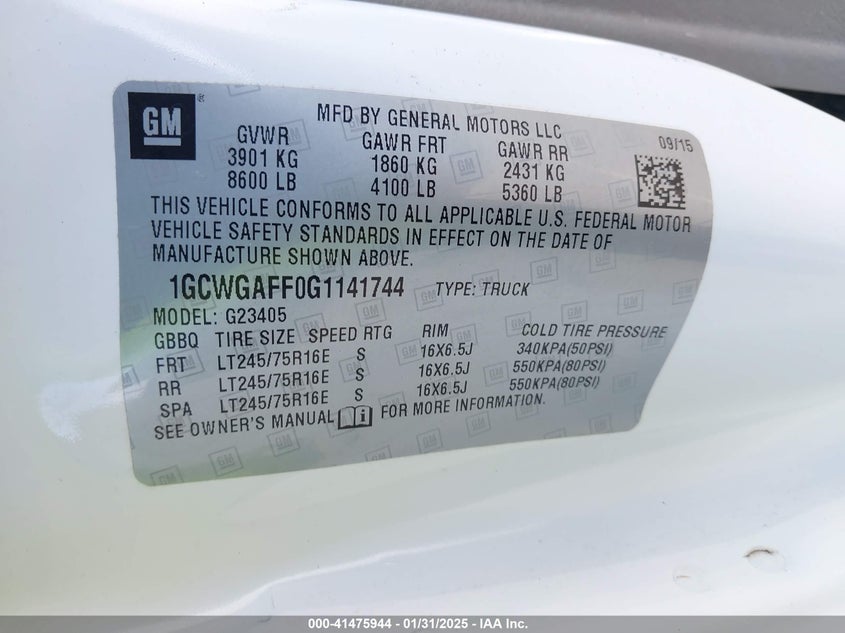 GM ®
MFD BY GENERAL MOTORS LLC
GVWR GAWR FRT GAWR RR 09/15
3901 KG 1860 KG 2431 KG
8600 LB 4100 LB 5360 LB
THIS VEHICLE CONFORMS TO ALL APPLICABLE U.S. FEDERAL MOTOR
VEHICLE SAFETY STANDARDS IN EFFECT ON THE DATE OF
MANUFACTURE SHOWN ABOVE.
1GCWGAFF0G1141744 TYPE: TRUCK
MODEL: G23405
GBBQ TIRE SIZE SPEED RTG RIM COLD TIRE PRESSURE
FRT LT245/75R16E S 16X6.5J 340KPA(50PSI)
RR LT245/75R16E S 16X6.5J 550KPA(80PSI)
SPA LT245/75R16E S 16X6.5J 550KPA(80PSI)
SEE OWNER'S MANUAL FOR MORE INFORMATION.
000-41475944 - 01/31/2025 - IAA Inc.